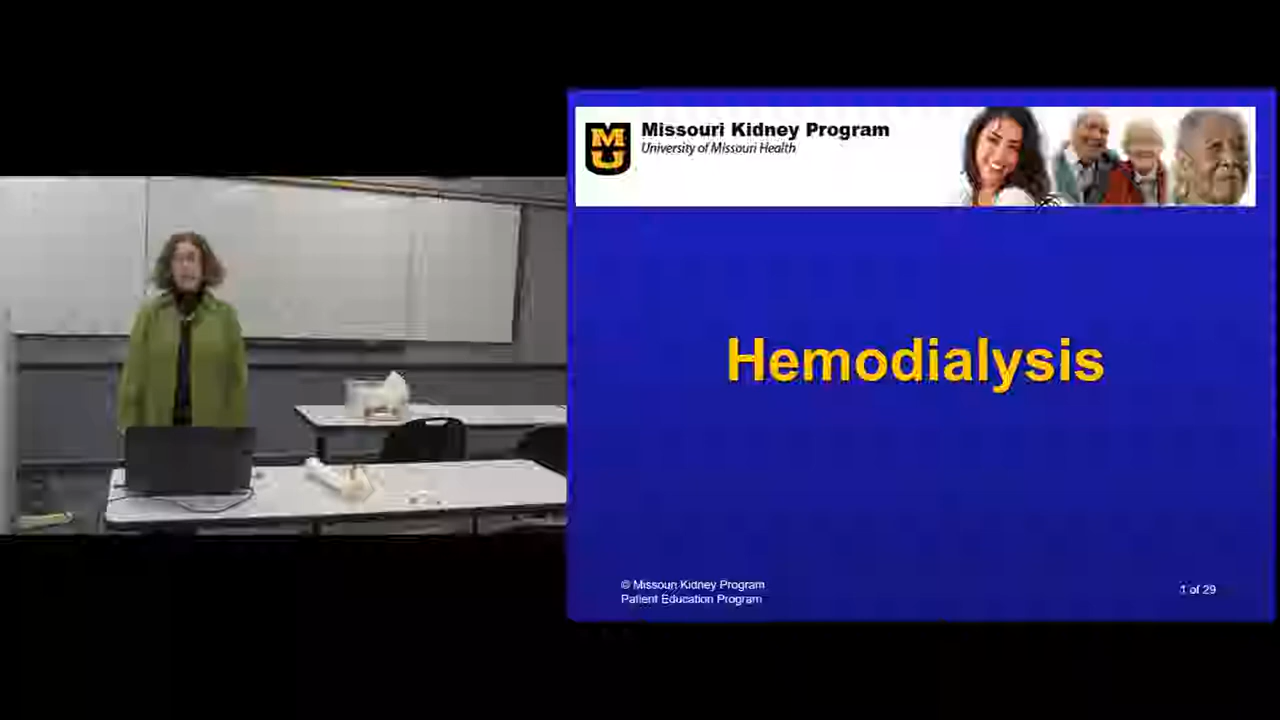 MU
Missouri Kidney Program
University of Missouri Health
Hemodialysis
© Missouri Kidney Program
Patient Education Program
1 of 29